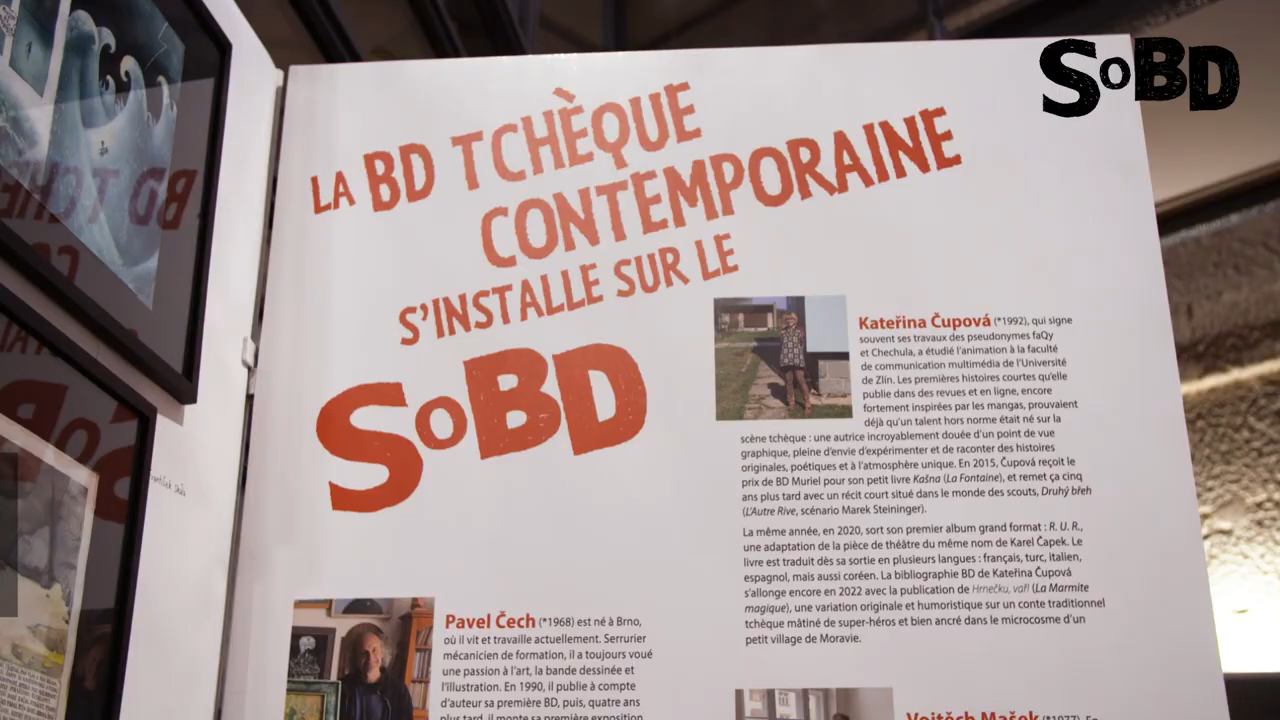 SoBD
LA BD TCHÈQUE
CONTEMPORAINE
S'INSTALLE SUR LE
SoBD
Kateřina Čupová (*1992), qui signe
souvent ses travaux des pseudonymes faQy
et Chechula, a étudié l'animation à la faculté
de communication multimédia de l'Université
de Zlín. Les premières histoires courtes qu'elle
publie dans des revues et en ligne, encore
fortement inspirées par les mangas, prouvaient
déjà qu'un talent hors norme était né sur la
scène tchèque : une autrice incroyablement douée d'un point de vue
graphique, pleine d'envie d'expérimenter et de raconter des histoires
originales, poétiques et à l'atmosphère unique. En 2015, Čupová reçoit le
prix de BD Muriel pour son petit livre Kašna (La Fontaine), et remet ça cinq
ans plus tard avec un récit court situé dans le monde des scouts, Druhý břeh
(L'Autre Rive, scénario Marek Steininger).
La même année, en 2020, sort son premier album grand format : R. U. R.,
une adaptation de la pièce de théâtre du même nom de Karel Čapek. Le
livre est traduit dès sa sortie en plusieurs langues : français, turc, italien,
espagnol, mais aussi coréen. La bibliographie BD de Kateřina Čupová
s'allonge encore en 2022 avec la publication de Hrnečku, vař! (La Marmite
magique), une variation originale et humoristique sur un conte traditionnel
tchèque mâtiné de super-héros et bien ancré dans le microcosme d'un
petit village de Moravie.
Pavel Čech (*1968) est né à Brno,
où il vit et travaille actuellement. Serrurier
mécanicien de formation, il a toujours voué
une passion à l'art, la bande dessinée et
l'illustration. En 1990, il publie à compte
d'auteur sa première BD, puis, quatre ans
plus tard, il monte sa première exposition
Vojtěch Mašek (*1977). Fo